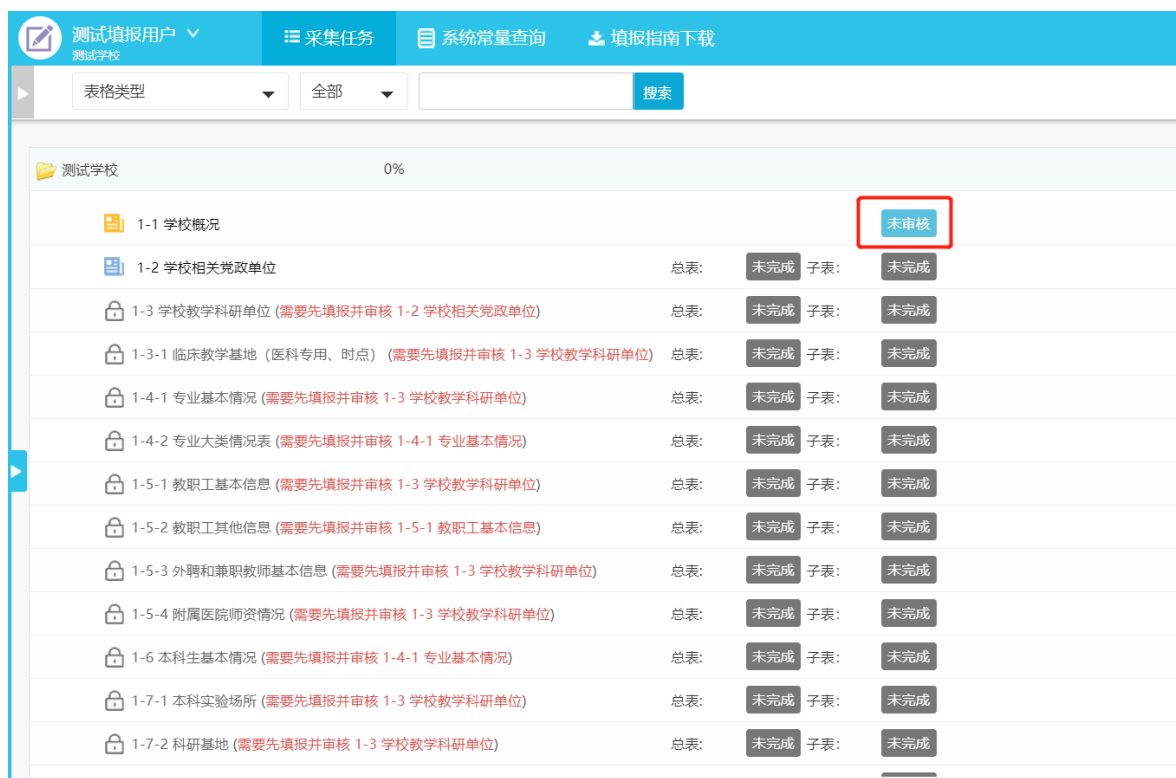 测试填报用户
测试学校
采集任务
系统常量查询
填报指南下载
表格类型
全部
搜索
测试学校 0%
1-1 学校概况 未审核
1-2 学校相关党政单位 总表: 未完成 子表: 未完成
1-3 学校教学科研单位 (需要先填报并审核 1-2 学校相关党政单位) 总表: 未完成 子表: 未完成
1-3-1 临床教学基地（医科专用、时点） (需要先填报并审核 1-3 学校教学科研单位) 总表: 未完成 子表: 未完成
1-4-1 专业基本情况 (需要先填报并审核 1-3 学校教学科研单位) 总表: 未完成 子表: 未完成
1-4-2 专业大类情况表 (需要先填报并审核 1-4-1 专业基本情况) 总表: 未完成 子表: 未完成
1-5-1 教职工基本信息 (需要先填报并审核 1-3 学校教学科研单位) 总表: 未完成 子表: 未完成
1-5-2 教职工其他信息 (需要先填报并审核 1-5-1 教职工基本信息) 总表: 未完成 子表: 未完成
1-5-3 外聘和兼职教师基本信息 (需要先填报并审核 1-3 学校教学科研单位) 总表: 未完成 子表: 未完成
1-5-4 附属医院师资情况 (需要先填报并审核 1-3 学校教学科研单位) 总表: 未完成 子表: 未完成
1-6 本科生基本情况 (需要先填报并审核 1-4-1 专业基本情况) 总表: 未完成 子表: 未完成
1-7-1 本科实验场所 (需要先填报并审核 1-3 学校教学科研单位) 总表: 未完成 子表: 未完成
1-7-2 科研基地 (需要先填报并审核 1-3 学校教学科研单位) 总表: 未完成 子表: 未完成